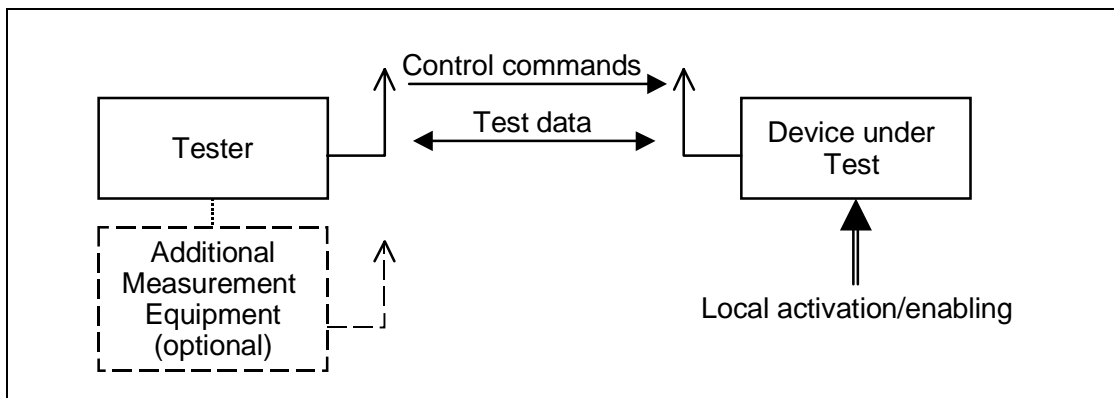 Control commands
Test data
Tester
Device under
Test
Additional
Measurement
Equipment
(optional)
Local activation/enabling